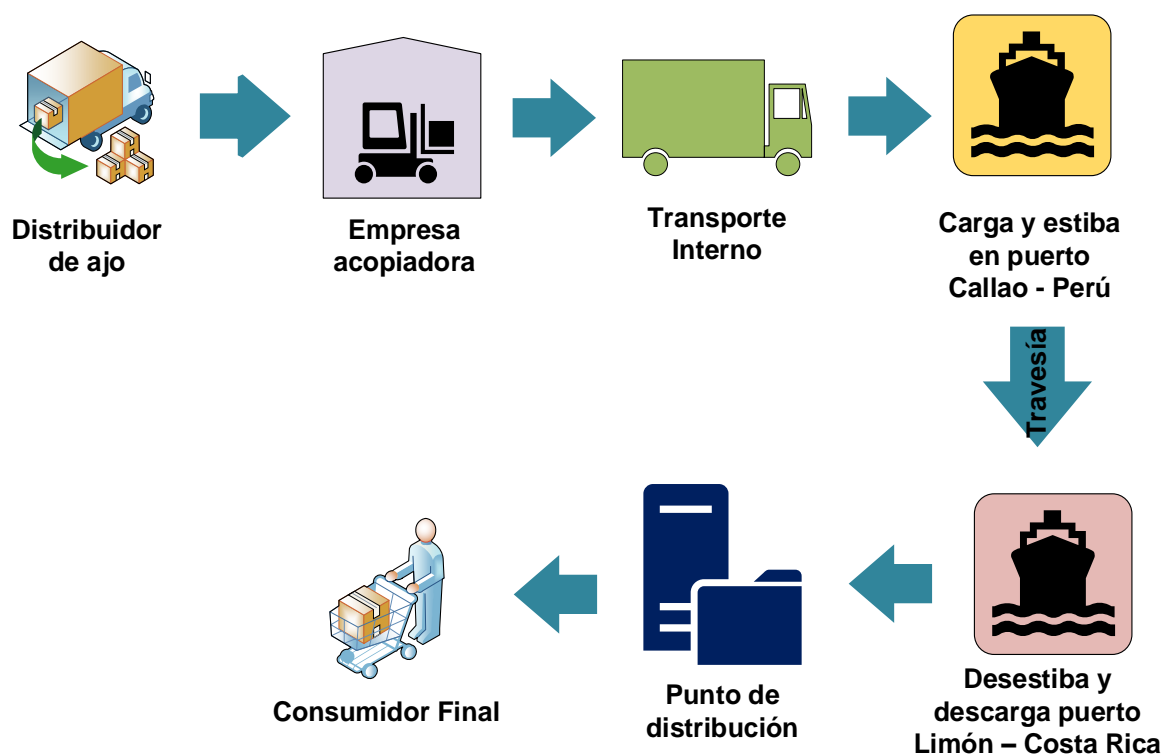 Distribuidor
de ajo
Empresa
acopiadora
Transporte
Interno
Carga y estiba
en puerto
Callao - Perú
Travesía
Desestiba y
descarga puerto
Limón – Costa Rica
Punto de
distribución
Consumidor Final